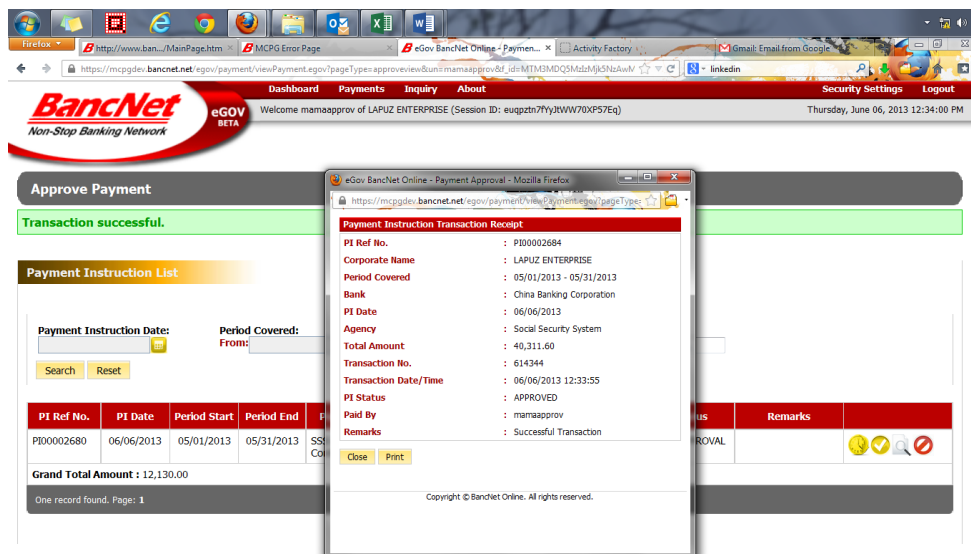 Firefox
http://www.ban.../MainPage.htm
MCPG Error Page
eGov BancNet Online - Paymen...
Activity Factory
Gmail: Email from Google
https://mcpgdev.bancnet.net/egov/payment/viewPayment.egov?pageType=approveview&un=mamaapprov&f_id=
linkedin
Dashboard Payments Inquiry About Security Settings Logout
BancNet
eGOV
BETA
Non-Stop Banking Network
Welcome mamaapprov of LAPUZ ENTERPRISE (Session ID: euqpztn7fYyJtWW70XP57Eq)
Thursday, June 06, 2013 12:34:00 PM
Approve Payment
Transaction successful.
Payment Instruction List
Payment Instruction Date: Period Covered:
From:
Search Reset
PI Ref No. PI Date Period Start Period End Remarks
PI00002680 06/06/2013 05/01/2013 05/31/2013
Grand Total Amount : 12,130.00
One record found. Page: 1
eGov BancNet Online - Payment Approval - Mozilla Firefox
https://mcpgdev.bancnet.net/egov/payment/viewPayment.egov?pageType=
Payment Instruction Transaction Receipt
PI Ref No. : PI00002684
Corporate Name : LAPUZ ENTERPRISE
Period Covered : 05/01/2013 - 05/31/2013
Bank : China Banking Corporation
PI Date : 06/06/2013
Agency : Social Security System
Total Amount : 40,311.60
Transaction No. : 614344
Transaction Date/Time : 06/06/2013 12:33:55
PI Status : APPROVED
Paid By : mamaapprov
Remarks : Successful Transaction
Close Print
Copyright © BancNet Online. All rights reserved.